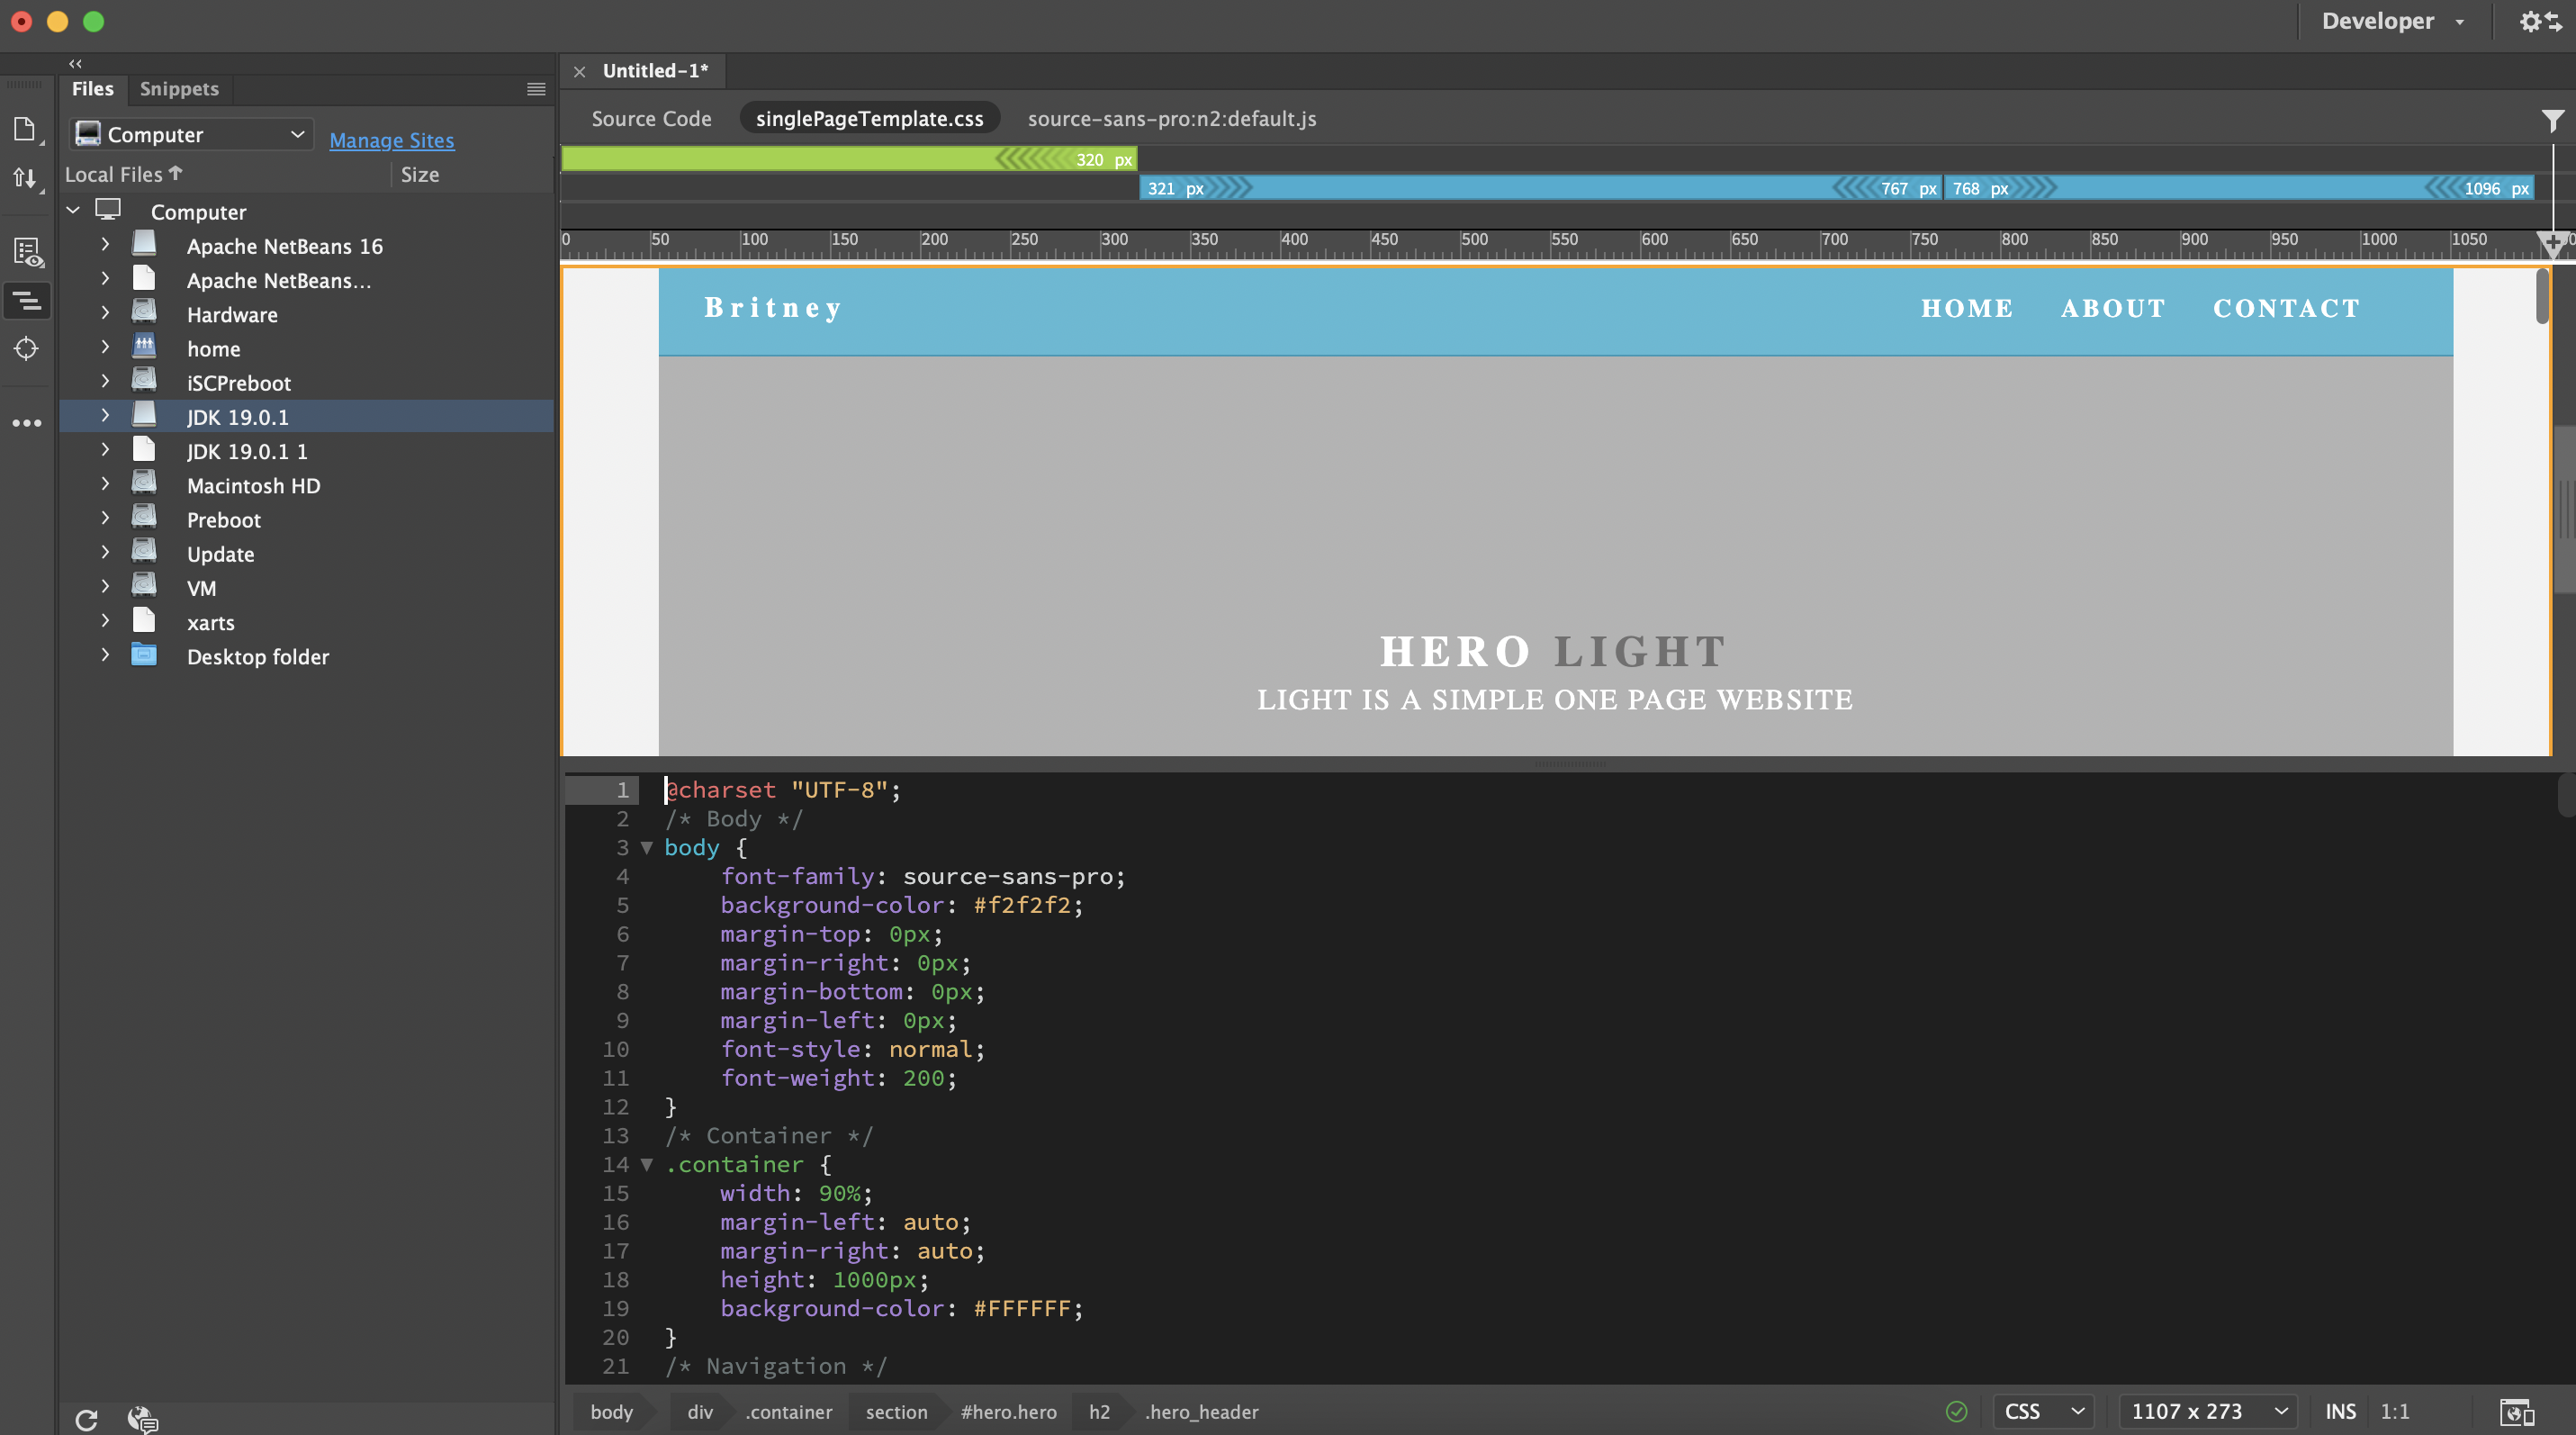 Developer
Files Snippets
Computer Manage Sites
Local Files Size
Computer
Apache NetBeans 16
Apache NetBeans...
Hardware
home
iSCPreboot
JDK 19.0.1
JDK 19.0.1 1
Macintosh HD
Preboot
Update
VM
xarts
Desktop folder
Untitled-1*
Source Code singlePageTemplate.css source-sans-pro:n2:default.js
320 px
321 px 767 px 768 px 1096 px
0 50 100 150 200 250 300 350 400 450 500 550 600 650 700 750 800 850 900 950 1000 1050
Britney HOME ABOUT CONTACT
HERO LIGHT
LIGHT IS A SIMPLE ONE PAGE WEBSITE
1 @charset "UTF-8";
2 /* Body */
3 body {
4 font-family: source-sans-pro;
5 background-color: #f2f2f2;
6 margin-top: 0px;
7 margin-right: 0px;
8 margin-bottom: 0px;
9 margin-left: 0px;
10 font-style: normal;
11 font-weight: 200;
12 }
13 /* Container */
14 .container {
15 width: 90%;
16 margin-left: auto;
17 margin-right: auto;
18 height: 1000px;
19 background-color: #FFFFFF;
20 }
21 /* Navigation */
body div .container section #hero.hero h2 .hero_header CSS 1107 x 273 INS 1:1